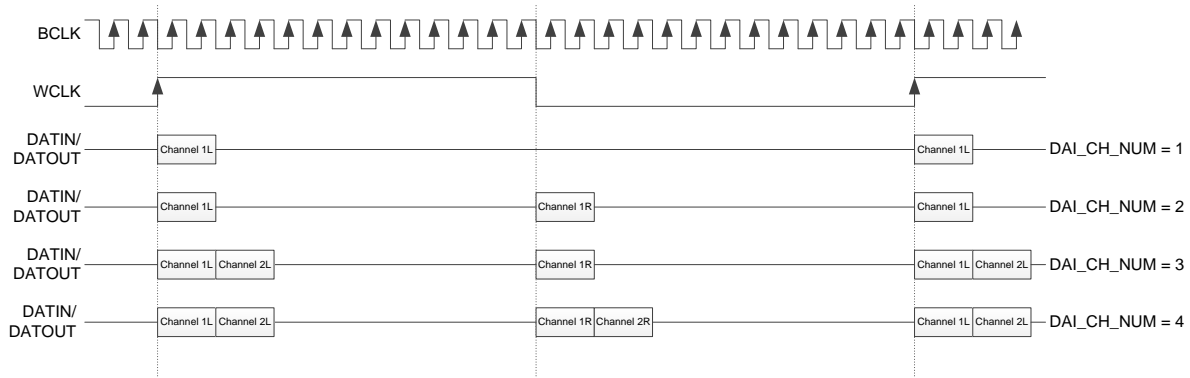 BCLK
WCLK
DATIN/
DATOUT
Channel 1L
Channel 1L
DAI_CH_NUM = 1
DATIN/
DATOUT
Channel 1L
Channel 1R
Channel 1L
DAI_CH_NUM = 2
DATIN/
DATOUT
Channel 1L
Channel 2L
Channel 1R
Channel 1L
Channel 2L
DAI_CH_NUM = 3
DATIN/
DATOUT
Channel 1L
Channel 2L
Channel 1R
Channel 2R
Channel 1L
Channel 2L
DAI_CH_NUM = 4